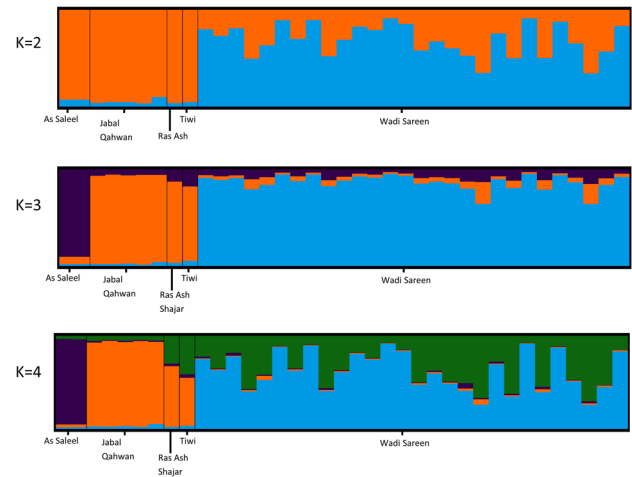 K=2
As Saleel
Jabal
Qahwan
Ras Ash
Tiwi
Wadi Sareen
K=3
As Saleel
Jabal
Qahwan
Ras Ash
Shajar
Tiwi
Wadi Sareen
K=4
As Saleel
Jabal
Qahwan
Ras Ash
Shajar
Tiwi
Wadi Sareen